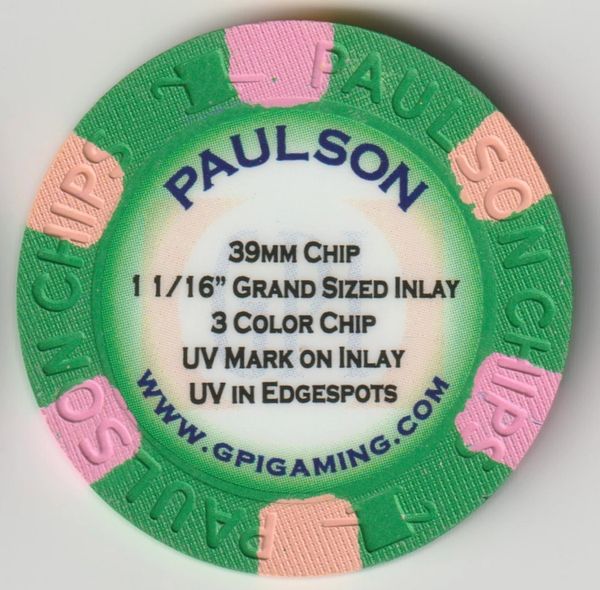 PAULSON
39MM CHIP
1 1/16” GRAND SIZED INLAY
3 COLOR CHIP
UV MARK ON INLAY
UV IN EDGESPOTS
WWW.GPIGAMING.COM
GPI
PAULSON CHIPS
PAULSON CHIPS